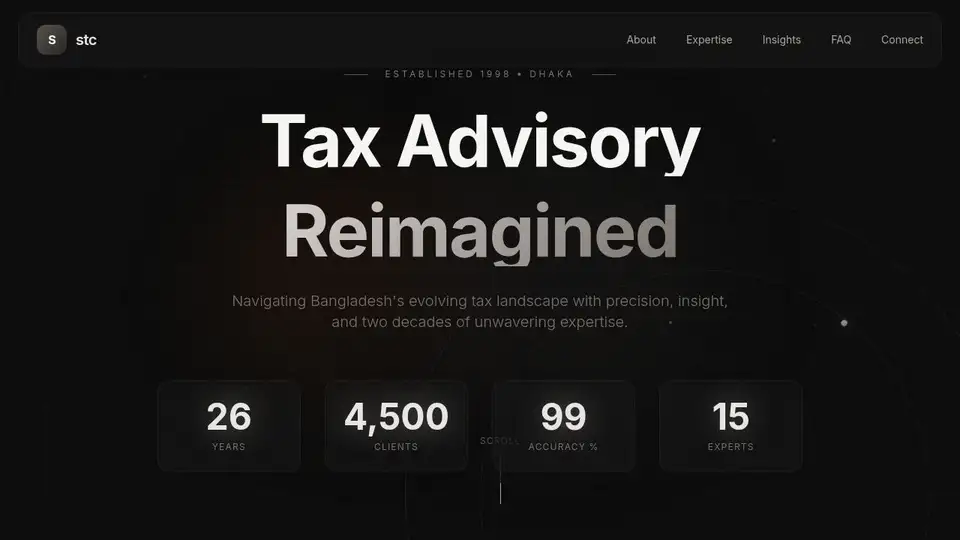 S stc About Expertise Insights FAQ Connect
ESTABLISHED 1998 • DHAKA
Tax Advisory
Reimagined
Navigating Bangladesh's evolving tax landscape with precision, insight,
and two decades of unwavering expertise.
26 4,500 99 15
SCROLL
YEARS CLIENTS ACCURACY % EXPERTS